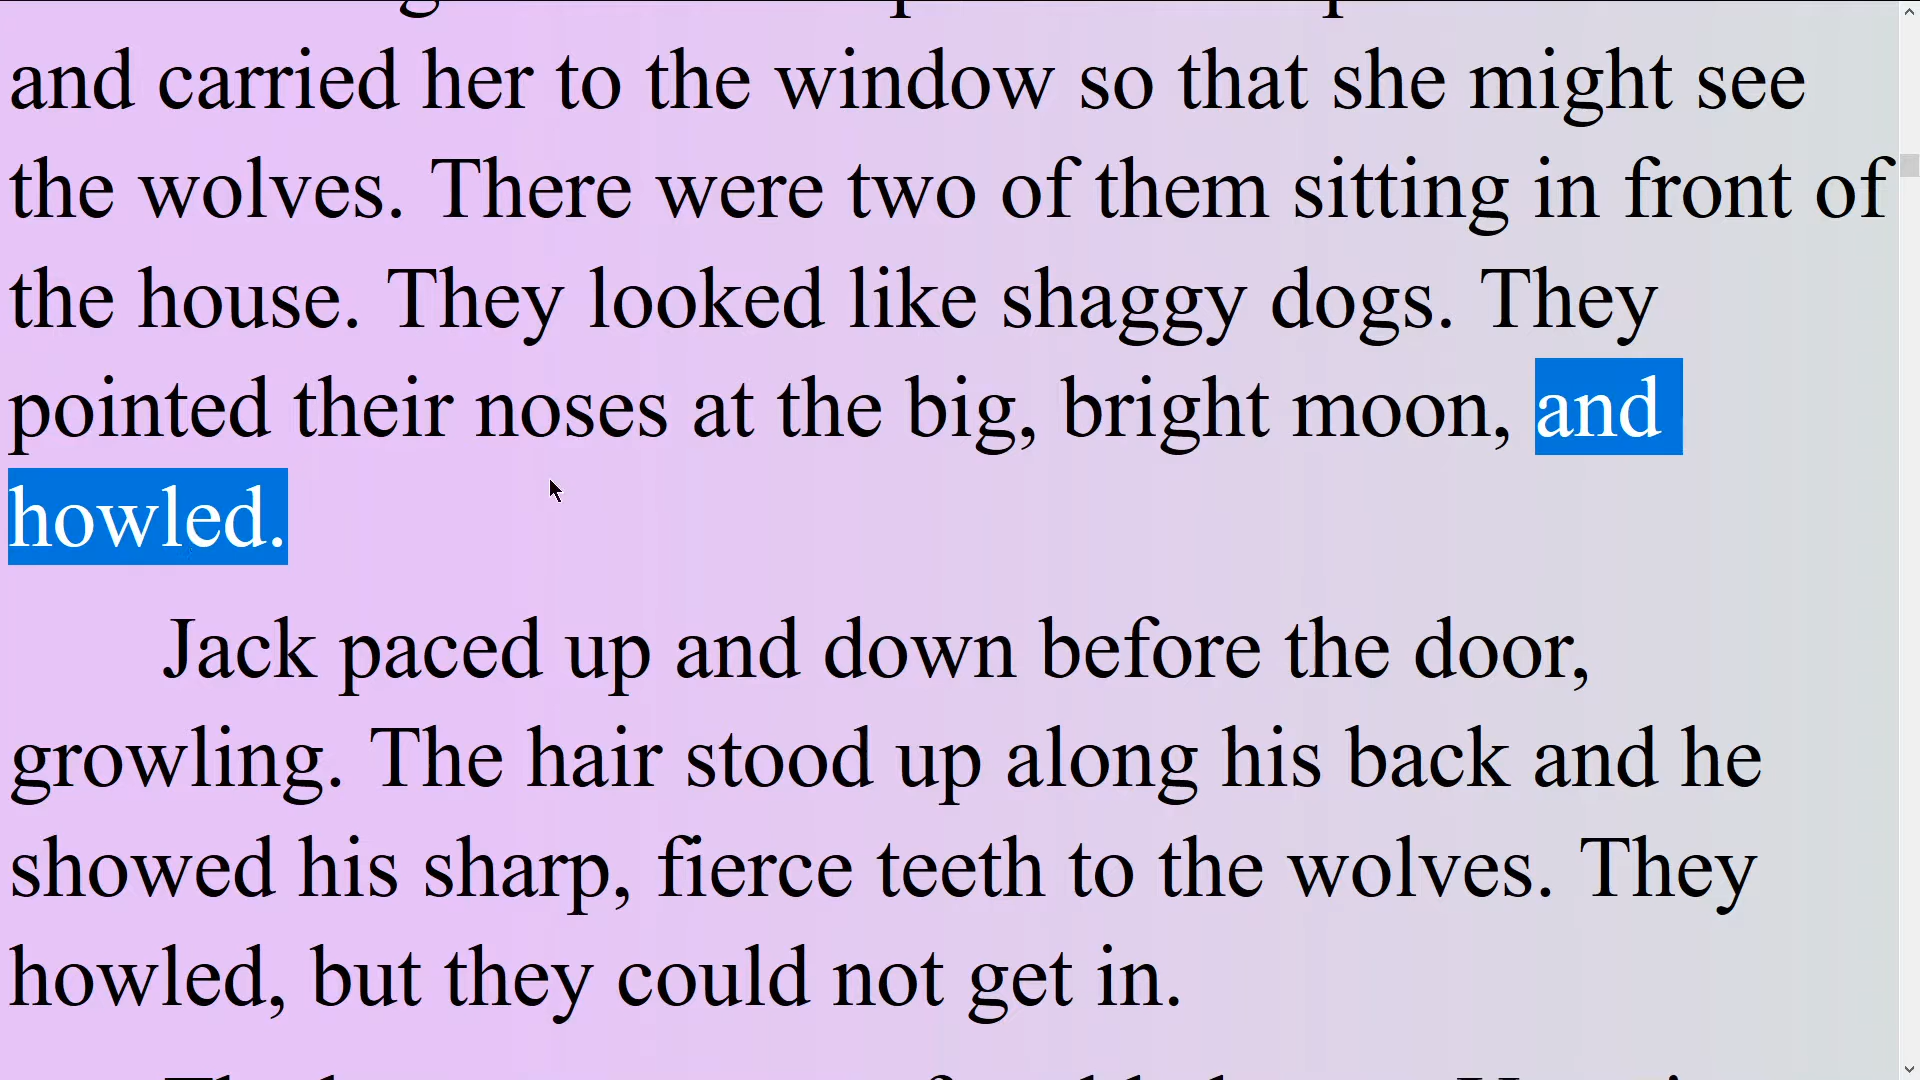 and carried her to the window so that she might see
the wolves. There were two of them sitting in front of
the house. They looked like shaggy dogs. They
pointed their noses at the big, bright moon, and
howled.
Jack paced up and down before the door,
growling. The hair stood up along his back and he
showed his sharp, fierce teeth to the wolves. They
howled, but they could not get in.